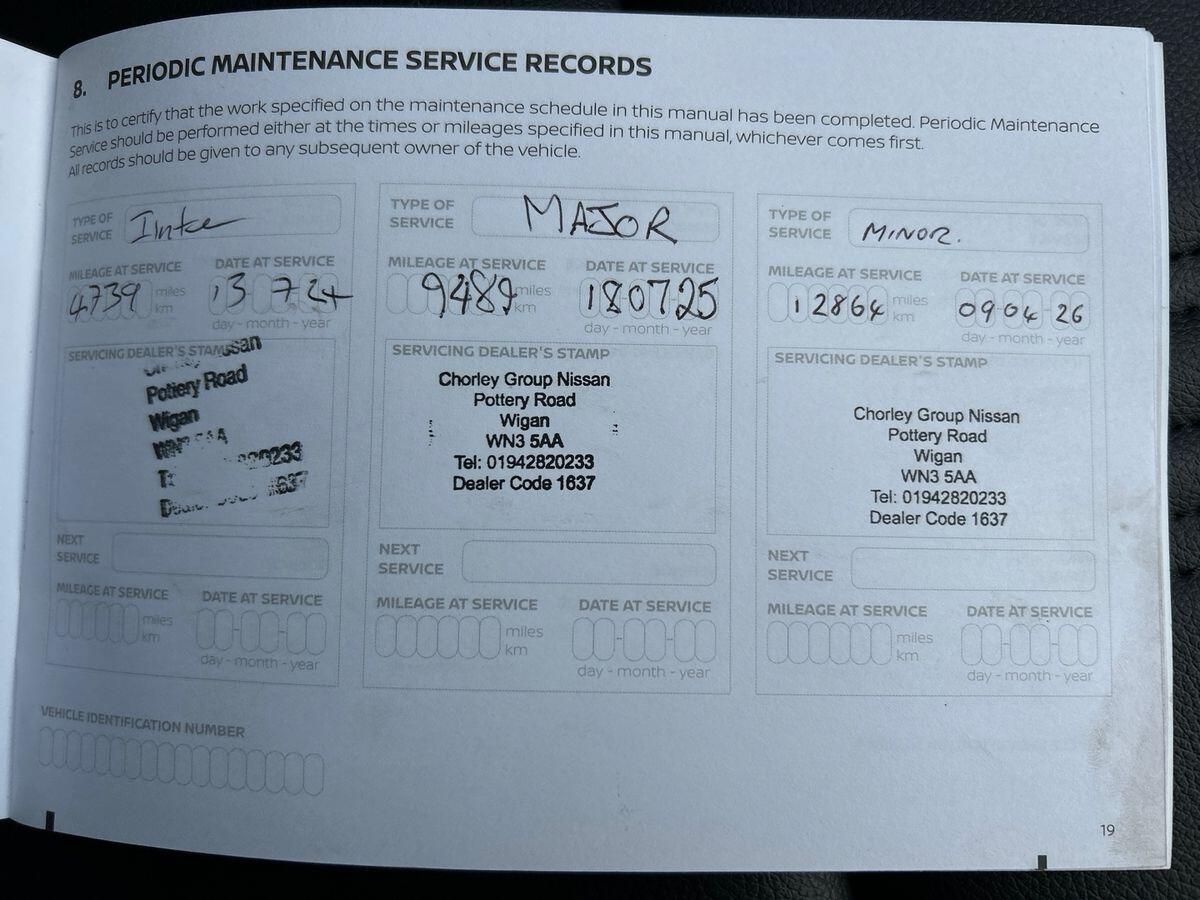 8. PERIODIC MAINTENANCE SERVICE RECORDS
This is to certify that the work specified on the maintenance schedule in this manual has been completed. Periodic Maintenance
Service should be performed either at the times or mileages specified in this manual, whichever comes first.
All records should be given to any subsequent owner of the vehicle.
TYPE OF
SERVICE
MILEAGE AT SERVICE DATE AT SERVICE
4739 miles
km
13 7 24
day - month - year
SERVICING DEALER'S STAMP
Pottery Road
Wigan
NEXT
SERVICE
MILEAGE AT SERVICE DATE AT SERVICE
miles
km
day - month - year
TYPE OF
SERVICE MAJOR
MILEAGE AT SERVICE DATE AT SERVICE
9489 miles
km
180725
day - month - year
SERVICING DEALER'S STAMP
Chorley Group Nissan
Pottery Road
Wigan
WN3 5AA
Tel: 01942820233
Dealer Code 1637
NEXT
SERVICE
MILEAGE AT SERVICE DATE AT SERVICE
miles
km
day - month - year
TYPE OF
SERVICE MINOR.
MILEAGE AT SERVICE DATE AT SERVICE
12864 miles
km
09 04 26
day - month - year
SERVICING DEALER'S STAMP
Chorley Group Nissan
Pottery Road
Wigan
WN3 5AA
Tel: 01942820233
Dealer Code 1637
NEXT
SERVICE
MILEAGE AT SERVICE DATE AT SERVICE
miles
km
day - month - year
VEHICLE IDENTIFICATION NUMBER
19